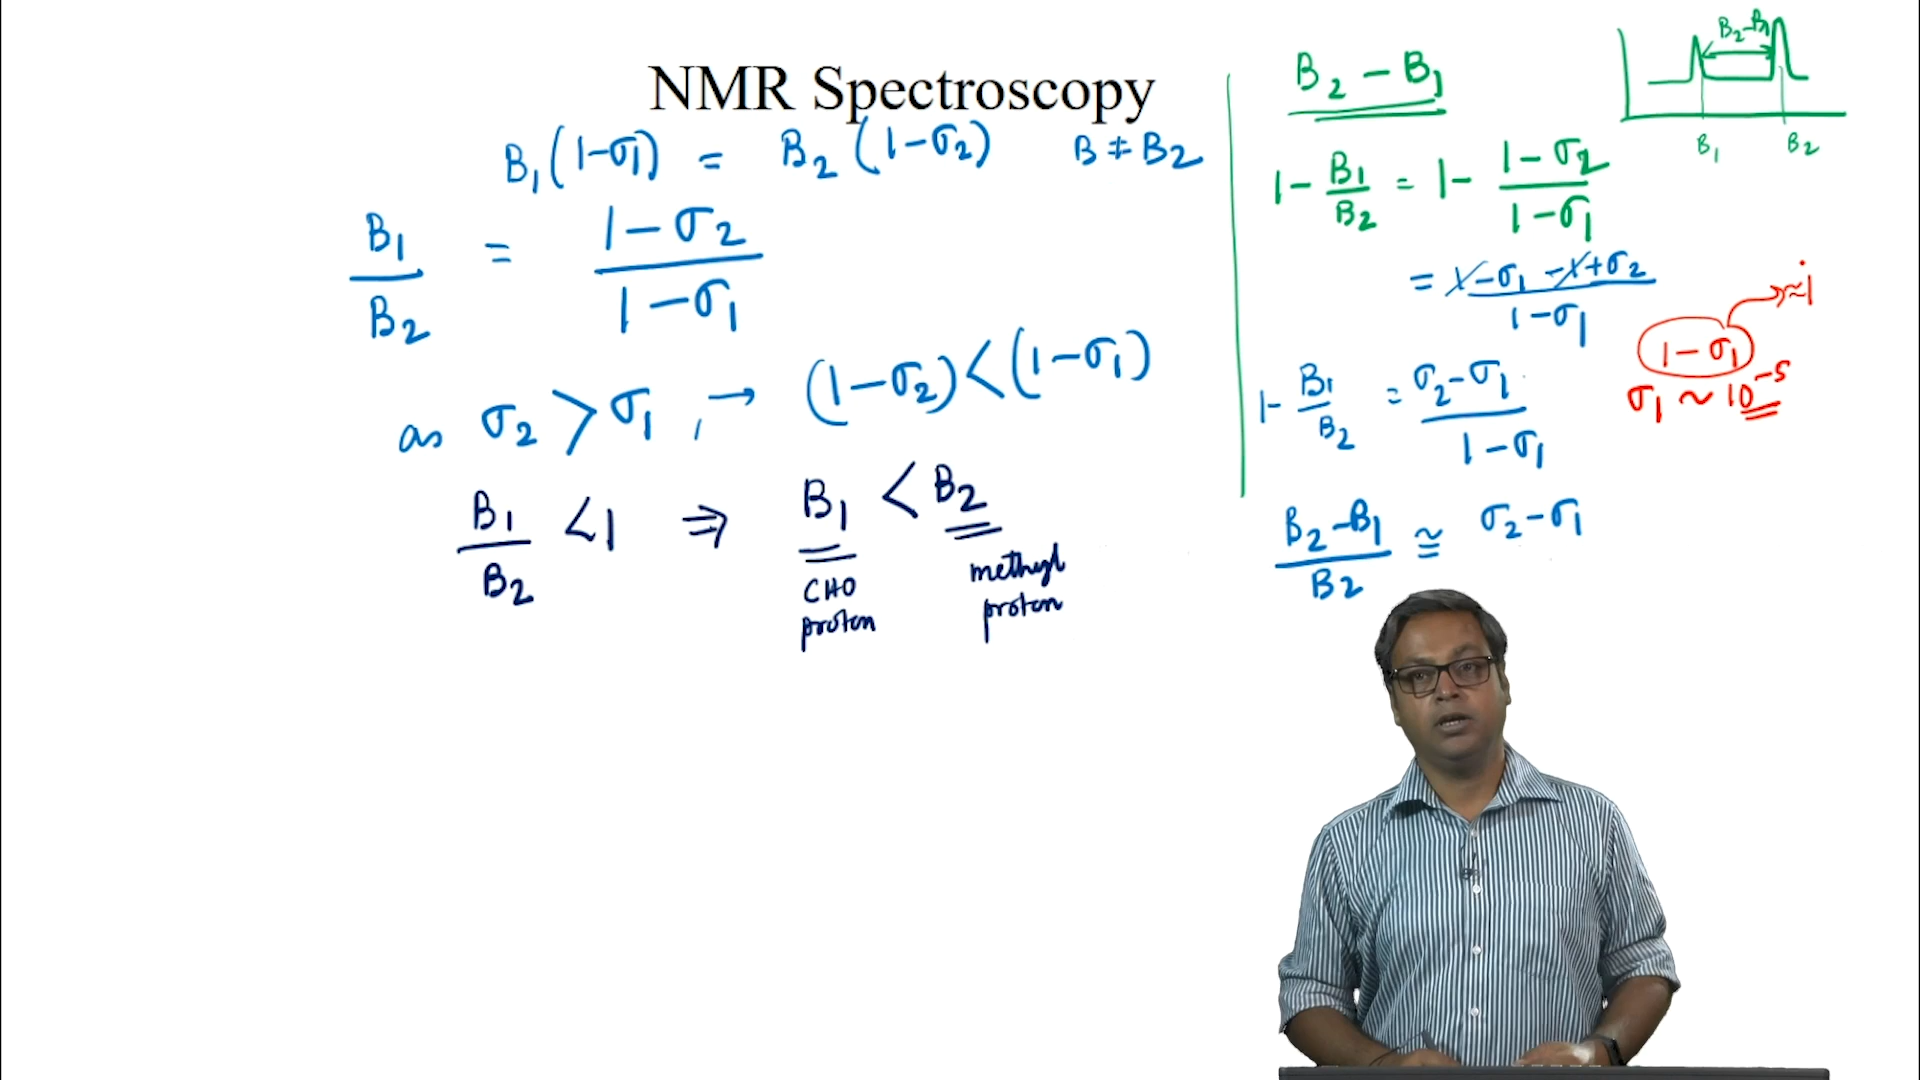 NMR Spectroscopy
B₁(1-σ₁) = B₂(1-σ₂) B ≠ B₂
B₁/B₂ = (1-σ₂)/(1-σ₁)
as σ₂ > σ₁, → (1-σ₂) < (1-σ₁)
B₁/B₂ < 1 ⇒ B₁ < B₂
CHO proton
methyl proton
B₂ - B₁
1 - B₁/B₂ = 1 - (1-σ₂)/(1-σ₁)
= (1-σ₁-1+σ₂)/(1-σ₁)
1 - B₁/B₂ = (σ₂-σ₁)/(1-σ₁)
(B₂-B₁)/B₂ ≅ σ₂-σ₁
B₂-B₁
B₁ B₂
≈1
1-σ₁
σ₁ ~ 10⁻⁵